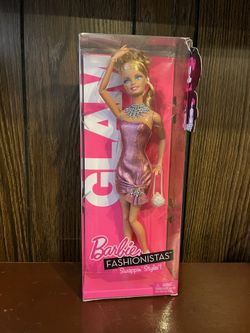 GLAM
Barbie
FASHIONISTAS
Swappin' Styles!